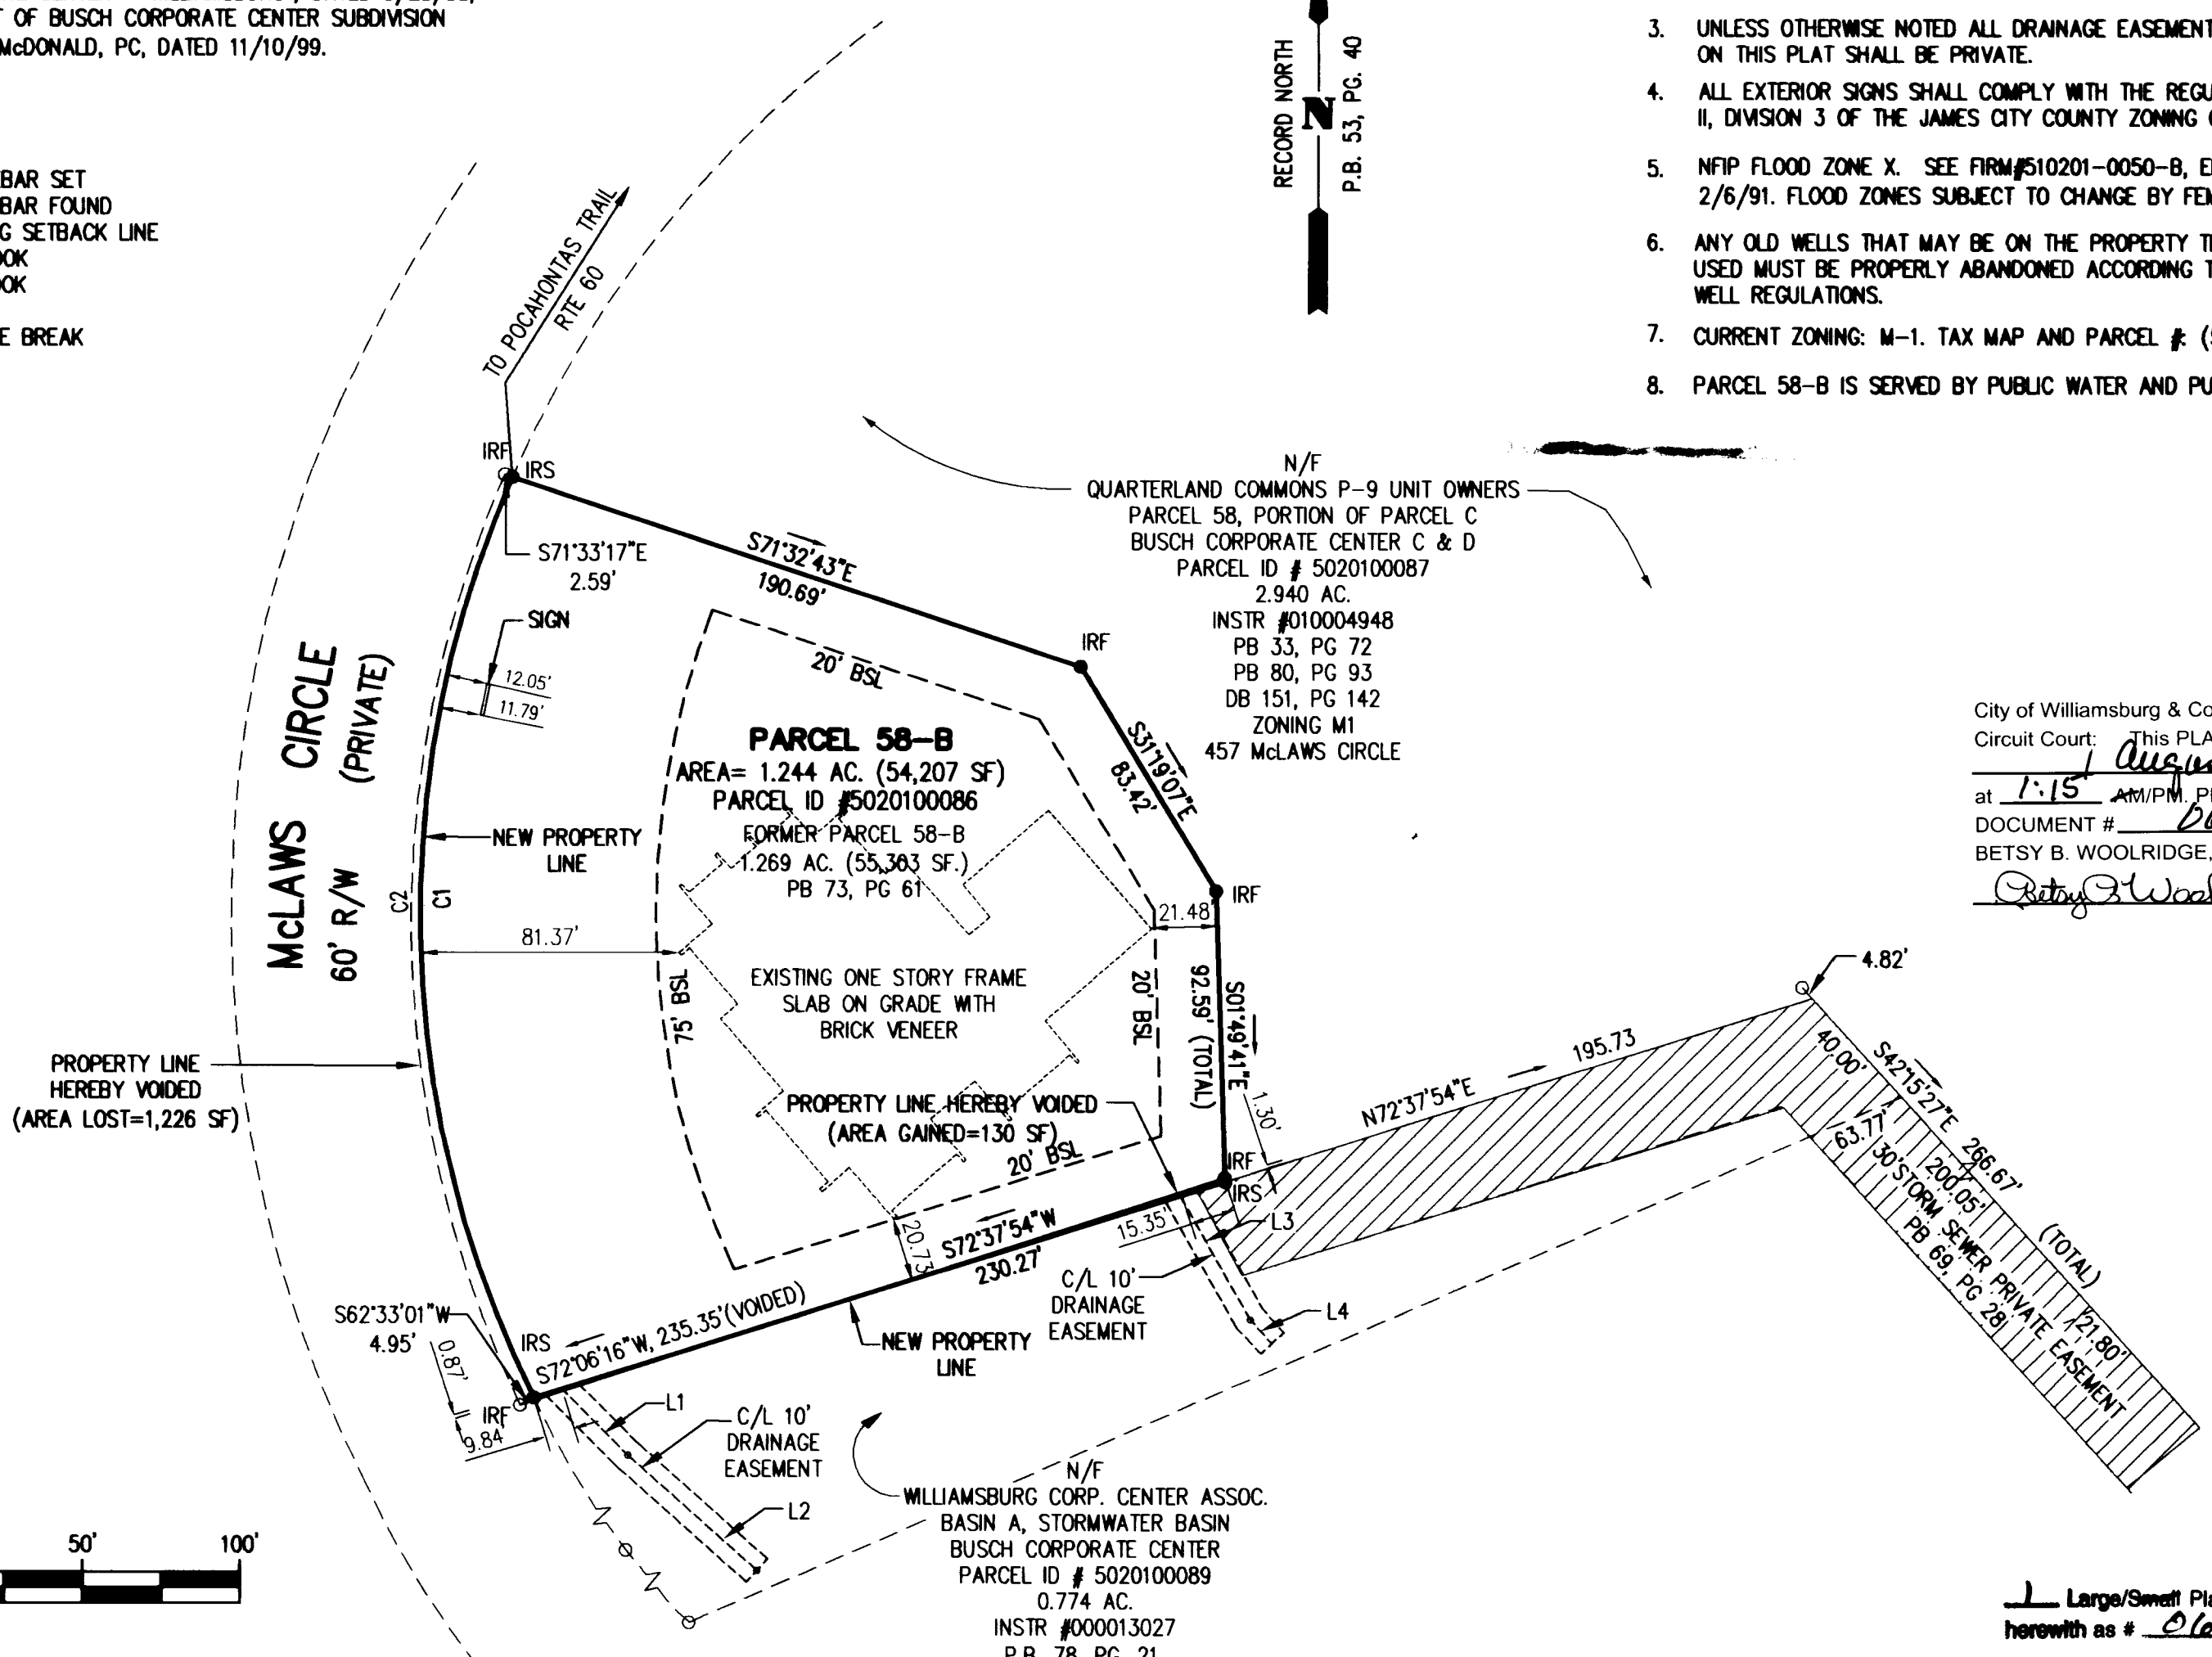 OF BUSCH CORPORATE CENTER SUBDIVISION
McDONALD, PC, DATED 11/10/99.
BAR SET
BAR FOUND
G SETBACK LINE
OOK
OOK
E BREAK
RECORD NORTH
N
P.B. 53, PG. 40
3. UNLESS OTHERWISE NOTED ALL DRAINAGE EASEMENT
ON THIS PLAT SHALL BE PRIVATE.
4. ALL EXTERIOR SIGNS SHALL COMPLY WITH THE REGU
II, DIVISION 3 OF THE JAMES CITY COUNTY ZONING
5. NFIP FLOOD ZONE X. SEE FIRM#510201-0050-B, E
2/6/91. FLOOD ZONES SUBJECT TO CHANGE BY FE
6. ANY OLD WELLS THAT MAY BE ON THE PROPERTY T
USED MUST BE PROPERLY ABANDONED ACCORDING T
WELL REGULATIONS.
7. CURRENT ZONING: M-1. TAX MAP AND PARCEL #: (
8. PARCEL 58-B IS SERVED BY PUBLIC WATER AND PU
TO POCAHONTAS TRAIL
RTE 60
IRF
IRS
S71°33'17"E
2.59'
SIGN
12.05'
11.79'
S71°32'43"E
190.69'
IRF
20' BSL
N/F
QUARTERLAND COMMONS P-9 UNIT OWNERS
PARCEL 58, PORTION OF PARCEL C
BUSCH CORPORATE CENTER C & D
PARCEL ID # 5020100087
2.940 AC.
INSTR #010004948
PB 33, PG 72
PB 80, PG 93
DB 151, PG 142
ZONING M1
457 McLAWS CIRCLE
McLAWS CIRCLE
(PRIVATE)
60' R/W
PARCEL 58-B
AREA= 1.244 AC. (54,207 SF)
PARCEL ID #5020100086
FORMER PARCEL 58-B
1.269 AC. (55,303 SF.)
PB 73, PG 61
S31°19'07"E
83.42'
IRF
NEW PROPERTY
LINE
C2
C1
81.37'
21.48'
75' BSL
EXISTING ONE STORY FRAME
SLAB ON GRADE WITH
BRICK VENEER
20' BSL
S01°49'41"E
92.59' (TOTAL)
City of Williamsburg & Co
Circuit Court: This PLA
at 1:15 AM/PM. P
DOCUMENT #
BETSY B. WOOLRIDGE,
4.82'
PROPERTY LINE
HEREBY VOIDED
(AREA LOST=1,226 SF)
PROPERTY LINE HEREBY VOIDED
(AREA GAINED=130 SF)
20' BSL
1.30'
IRF
IRS
N72°37'54"E
195.73
40.00'
S42°15'27"E 266.67'
(TOTAL)
63.77'
200.05'
30' STORM SEWER PRIVATE EASEMENT
PB 69, PG 28
121.80'
20.73
S72°37'54"W
230.27'
15.35'
L3
C/L 10'
DRAINAGE
EASEMENT
L4
S62°33'01"W
4.95'
0.87'
IRS
S72°06'16"W, 235.35'(VOIDED)
NEW PROPERTY
LINE
IRF
9.84'
L1
C/L 10'
DRAINAGE
EASEMENT
L2
N/F
WILLIAMSBURG CORP. CENTER ASSOC.
BASIN A, STORMWATER BASIN
BUSCH CORPORATE CENTER
PARCEL ID # 5020100089
0.774 AC.
INSTR #000013027
P.B. 78, PG. 21
50'
100'
1 Large/Small Pla
herewith as #